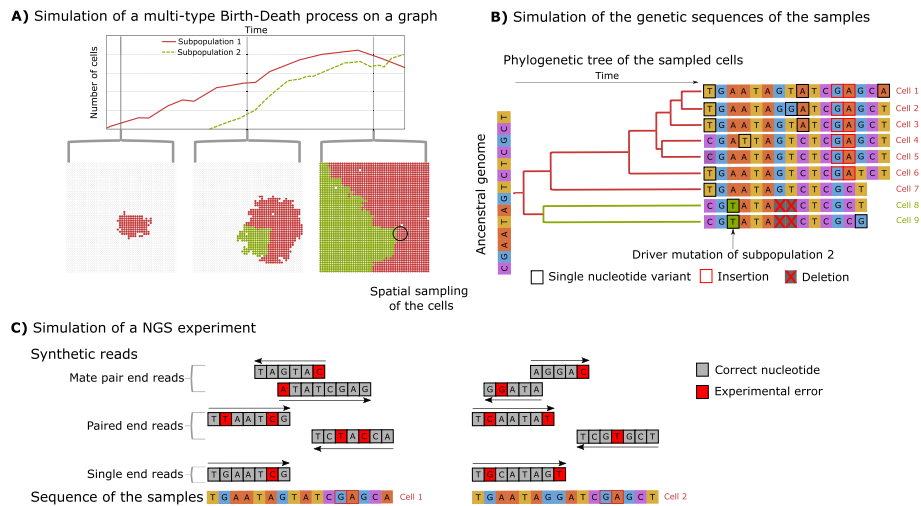 A) Simulation of a multi-type Birth-Death process on a graph
Time
Number of cells
Subpopulation 1
Subpopulation 2
Spatial sampling
of the cells
B) Simulation of the genetic sequences of the samples
Phylogenetic tree of the sampled cells
Time
Ancenstral genome
C G A A T A G T C T C G C T
T G A A T A G T A T C G A G C A Cell 1
T G A A T A G G A T C G A G C T Cell 2
T G A A T A G T A T C G A G C T Cell 3
C G A T T A G T C T C G A G C T Cell 4
C G A A T A G T C T C G A G C T Cell 5
T G A A T A G T C T C G A T C T Cell 6
T G A A T A G T C T C G C T Cell 7
C G T A T A X X C T C G C T Cell 8
C G T A T A X X C T C G C G Cell 9
Driver mutation of subpopulation 2
Single nucleotide variant Insertion Deletion
C) Simulation of a NGS experiment
Synthetic reads
Mate pair end reads
T A G T A C
A T A T C G A G
A G G A C
G G A T A
Correct nucleotide
Experimental error
Paired end reads
T T A A T C G
T C T A C C A
T C A A T A T
T C G T G C T
Single end reads
T G A A T C G
T G C A T A G T
Sequence of the samples
T G A A T A G T A T C G A G C A Cell 1
T G A A T A G G A T C G A G C T Cell 2